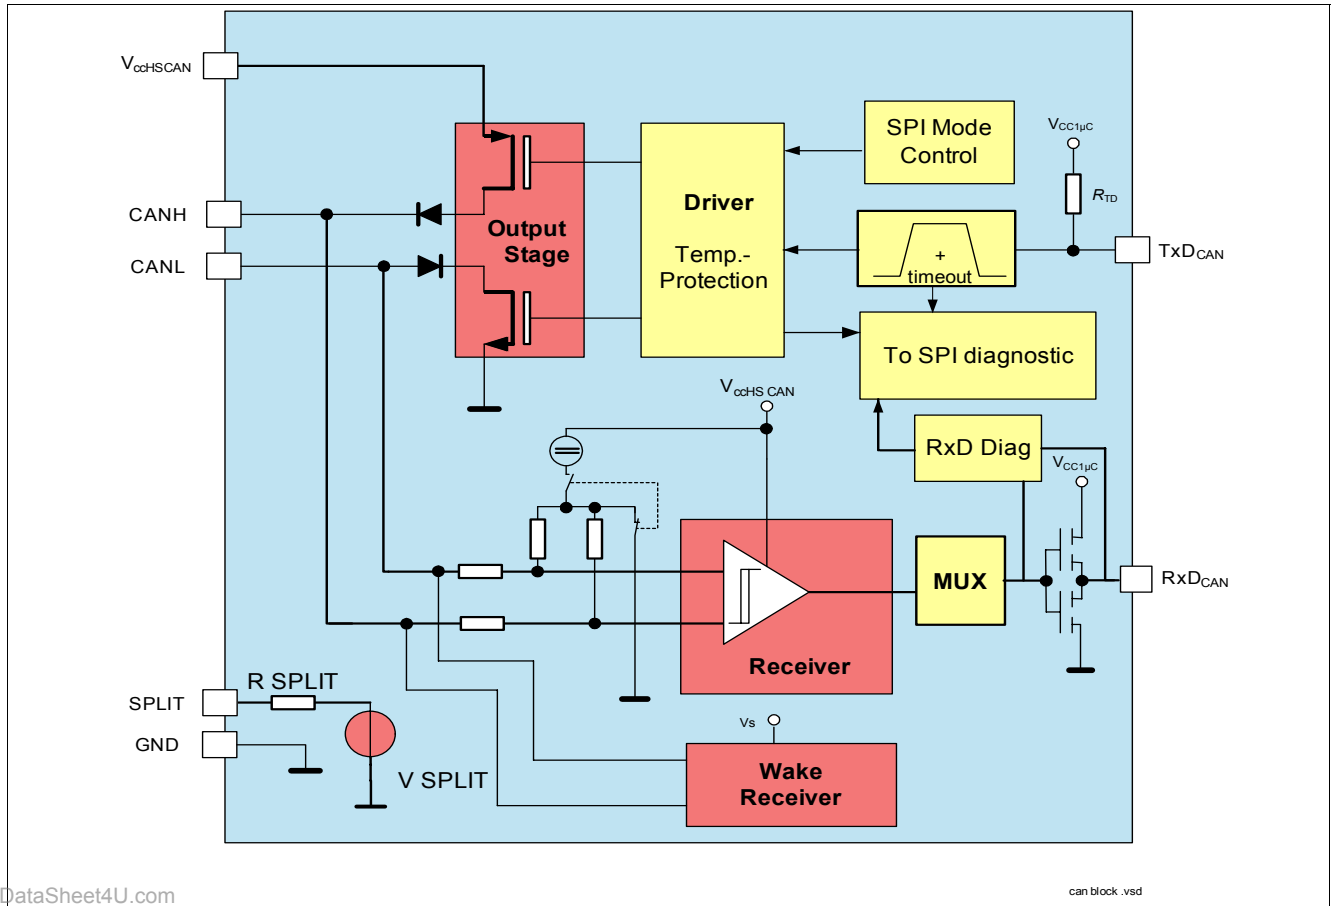 VccHSCAN
CANH
CANL
SPLIT
GND
Output
Stage
Driver
Temp.-
Protection
SPI Mode
Control
+
timeout
VCC1µC
RTD
TxDCAN
To SPI diagnostic
VccHS CAN
RxD Diag
VCC1µC
MUX
RxDCAN
Receiver
R SPLIT
V SPLIT
Vs
Wake
Receiver
DataSheet4U.com
can block .vsd